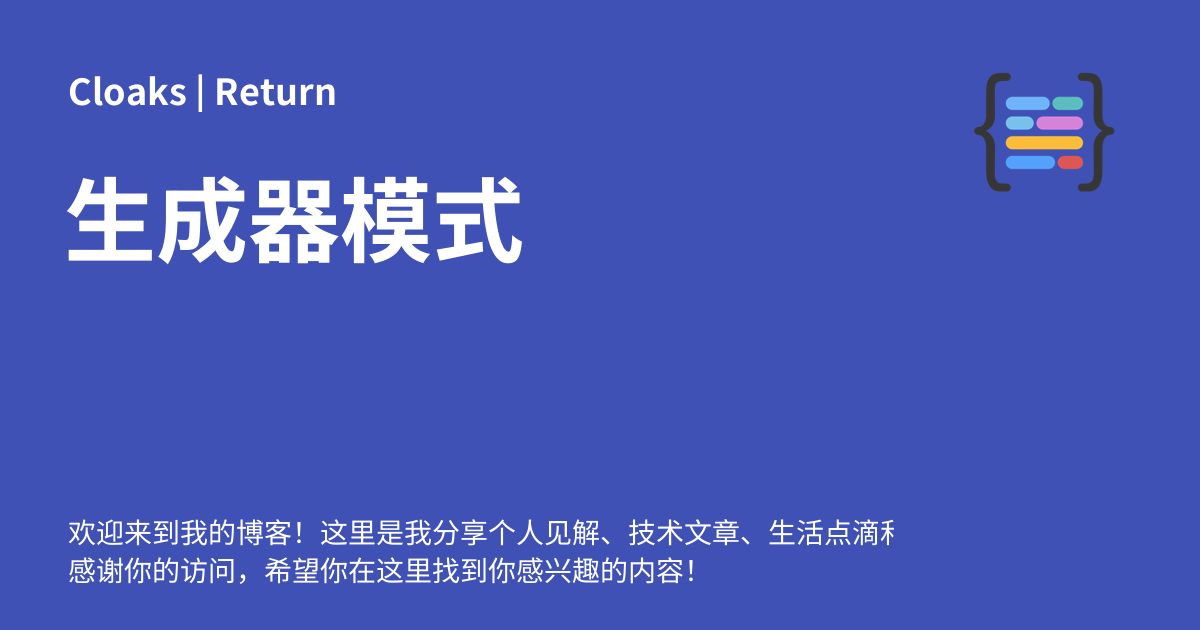 Cloaks | Return
生成器模式
欢迎来到我的博客！这里是我分享个人见解、技术文章、生活点滴
感谢你的访问，希望你在这里找到你感兴趣的内容！